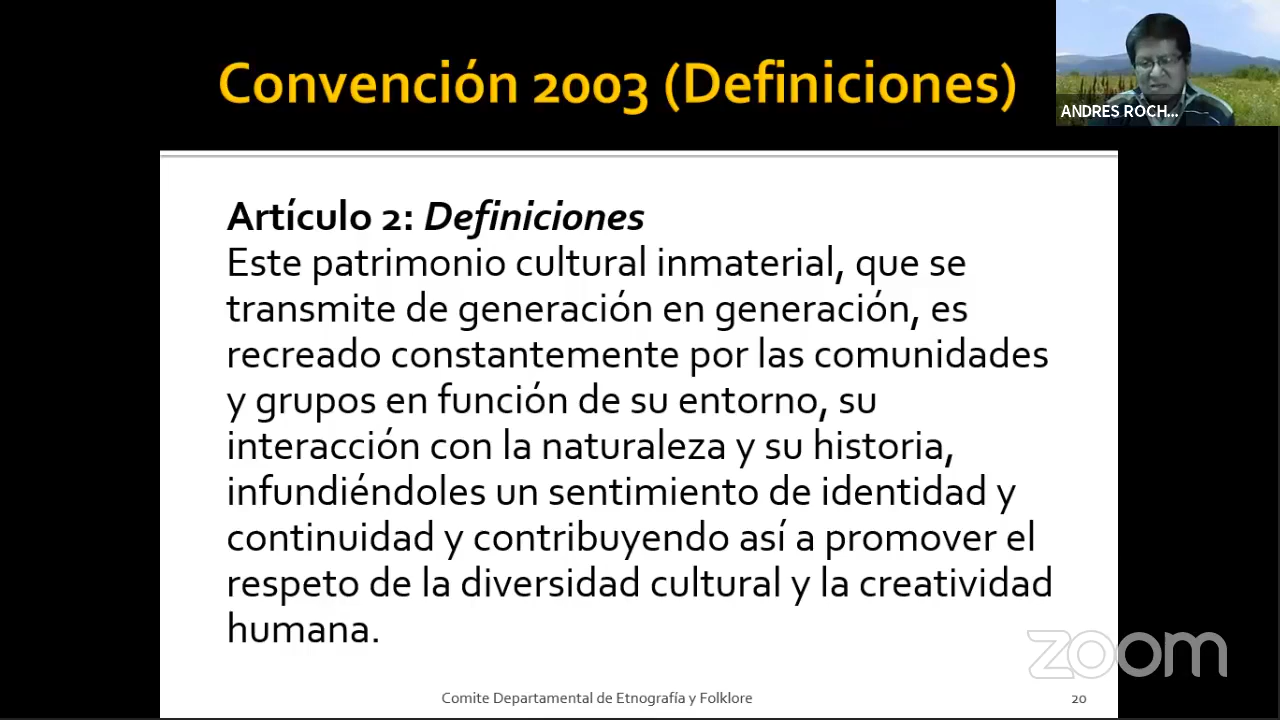 Convención 2003 (Definiciones)
ANDRES ROCH...
Artículo 2: Definiciones
Este patrimonio cultural inmaterial, que se
transmite de generación en generación, es
recreado constantemente por las comunidades
y grupos en función de su entorno, su
interacción con la naturaleza y su historia,
infundiéndoles un sentimiento de identidad y
continuidad y contribuyendo así a promover el
respeto de la diversidad cultural y la creatividad
humana.
zoom
Comite Departamental de Etnografía y Folklore
20